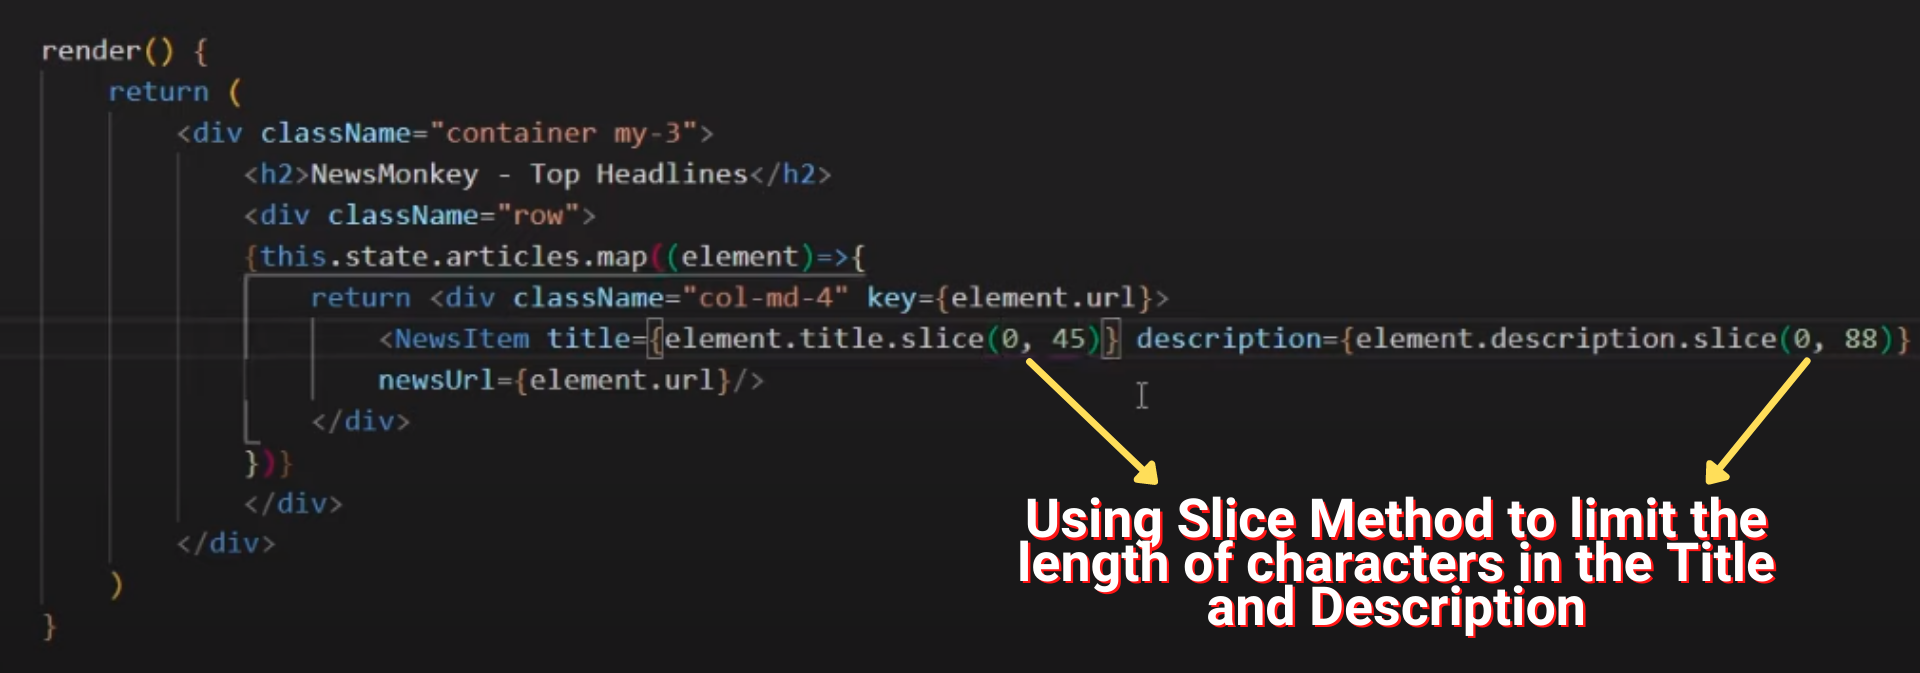 render() {
return (
<div className="container my-3">
<h2>NewsMonkey - Top Headlines</h2>
<div className="row">
{this.state.articles.map((element)=>{
return <div className="col-md-4" key={element.url}>
<NewsItem title={element.title.slice(0, 45)} description={element.description.slice(0, 88)}
newsUrl={element.url}/>
</div>
})}
</div>
</div>
)
}
Using Slice Method to limit the
length of characters in the Title
and Description